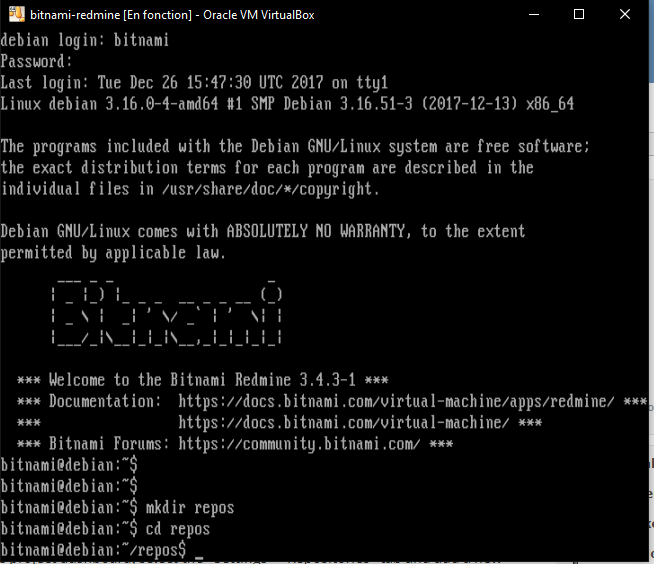 bitnami-redmine [En fonction] - Oracle VM VirtualBox
debian login: bitnami
Password:
Last login: Tue Dec 26 15:47:30 UTC 2017 on tty1
Linux debian 3.16.0-4-amd64 #1 SMP Debian 3.16.51-3 (2017-12-13) x86_64
The programs included with the Debian GNU/Linux system are free software;
the exact distribution terms for each program are described in the
individual files in /usr/share/doc/*/copyright.
Debian GNU/Linux comes with ABSOLUTELY NO WARRANTY, to the extent
permitted by applicable law.
Bitnami
*** Welcome to the Bitnami Redmine 3.4.3-1 ***
*** Documentation: https://docs.bitnami.com/virtual-machine/apps/redmine/ ***
*** https://docs.bitnami.com/virtual-machine/ ***
*** Bitnami Forums: https://community.bitnami.com/ ***
bitnami@debian:~$
bitnami@debian:~$
bitnami@debian:~$ mkdir repos
bitnami@debian:~$ cd repos
bitnami@debian:~/repos$ _